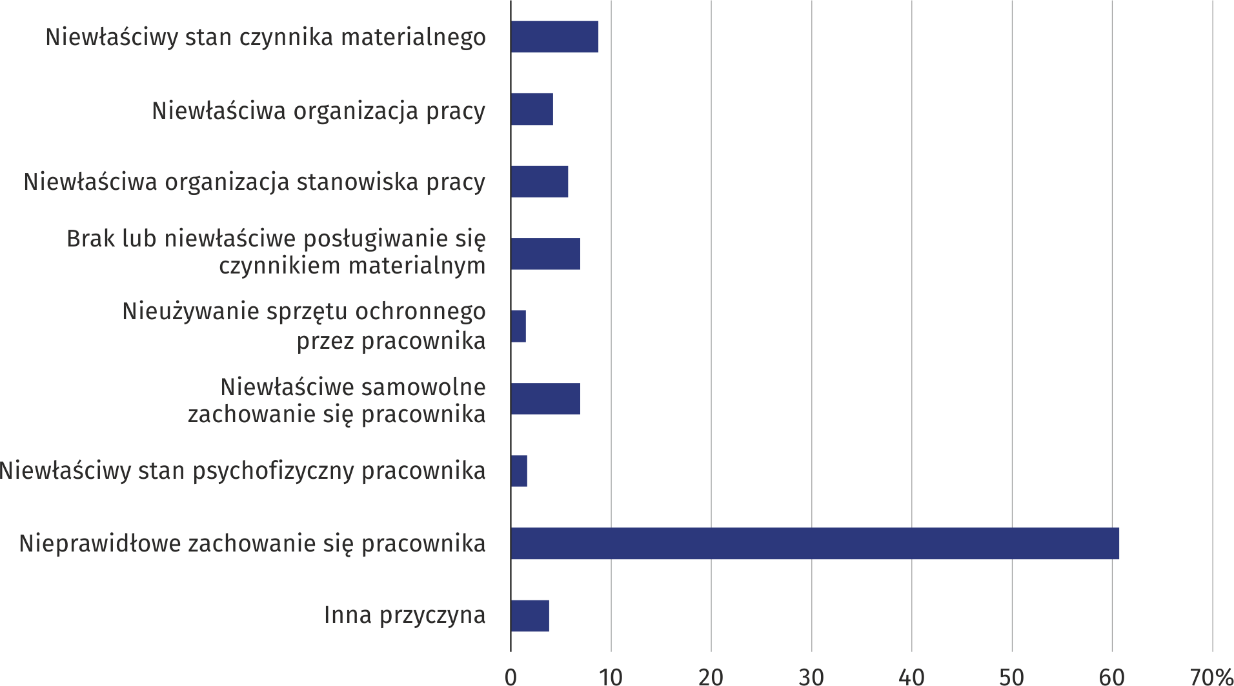 Niewłaściwy stan czynnika materialnego
Niewłaściwa organizacja pracy
Niewłaściwa organizacja stanowiska pracy
Brak lub niewłaściwe posługiwanie się
czynnikiem materialnym
Nieużywanie sprzętu ochronnego
przez pracownika
Niewłaściwe samowolne
zachowanie się pracownika
Niewłaściwy stan psychofizyczny pracownika
Nieprawidłowe zachowanie się pracownika
Inna przyczyna
0 10 20 30 40 50 60 70%